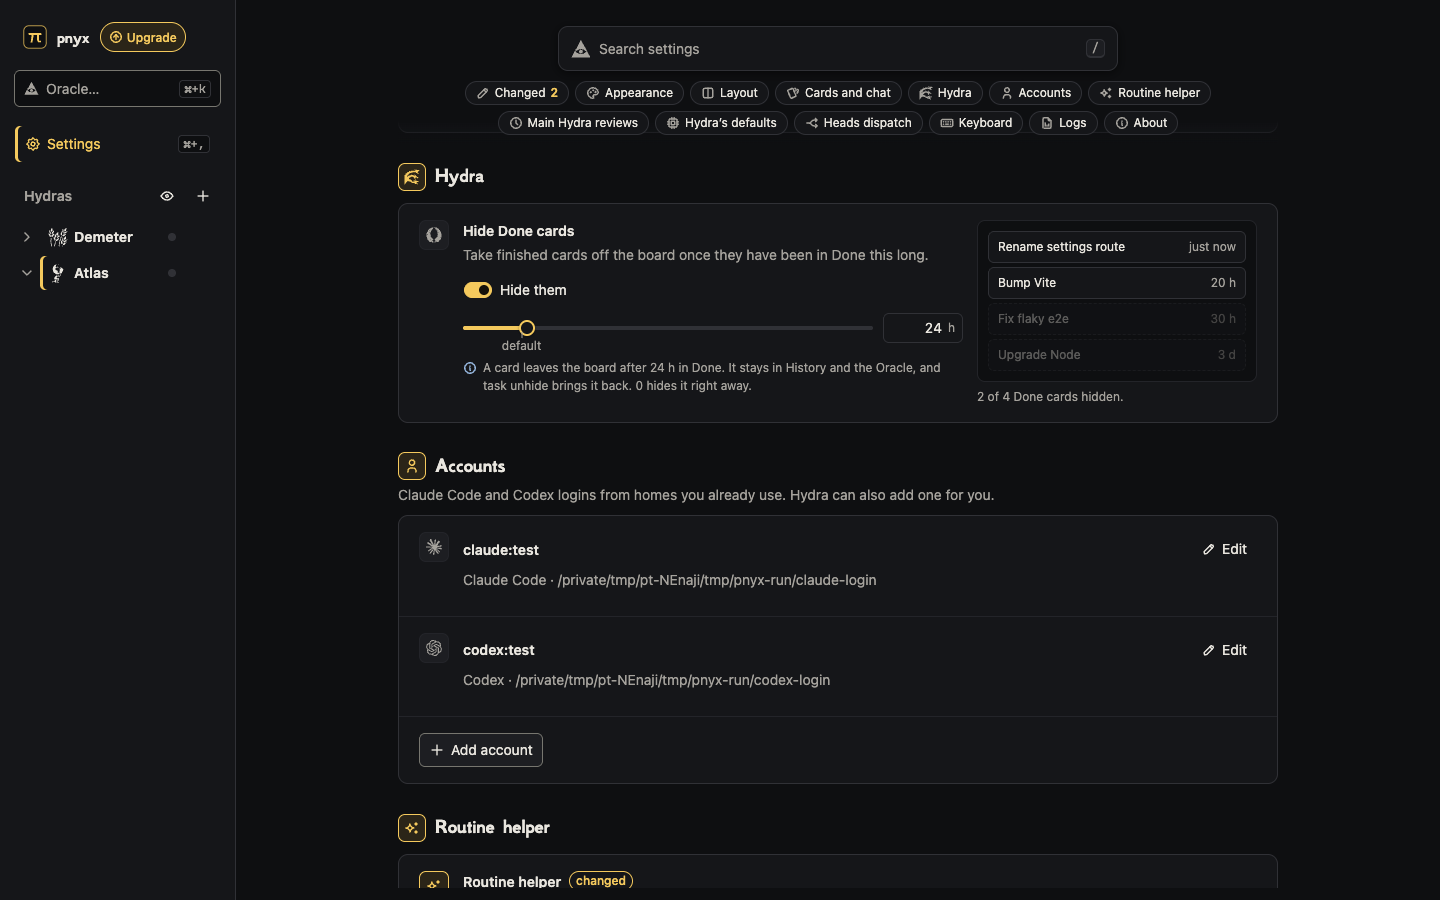 pnyx
Upgrade
Oracle...
⌘+k
Settings
⌘+,
Hydras
Demeter
Atlas
Search settings
/
Changed 2
Appearance
Layout
Cards and chat
Hydra
Accounts
Routine helper
Main Hydra reviews
Hydra's defaults
Heads dispatch
Keyboard
Logs
About
Hydra
Hide Done cards
Take finished cards off the board once they have been in Done this long.
Hide them
24 h
default
A card leaves the board after 24 h in Done. It stays in History and the Oracle, and
task unhide brings it back. 0 hides it right away.
Rename settings route just now
Bump Vite 20 h
Fix flaky e2e 30 h
Upgrade Node 3 d
2 of 4 Done cards hidden.
Accounts
Claude Code and Codex logins from homes you already use. Hydra can also add one for you.
claude:test
Edit
Claude Code · /private/tmp/pt-NEnaji/tmp/pnyx-run/claude-login
codex:test
Edit
Codex · /private/tmp/pt-NEnaji/tmp/pnyx-run/codex-login
Add account
Routine helper
Routine helper changed